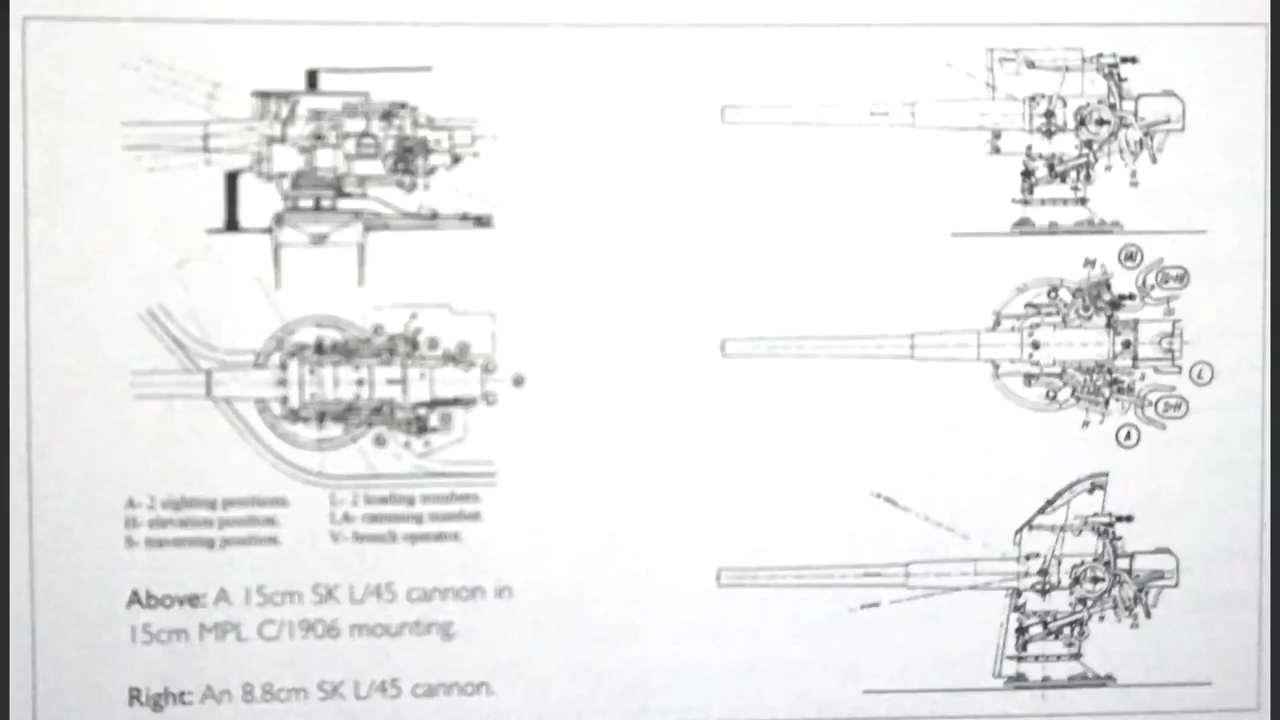 A- 2 sighting positions.
H- elevation position.
S- traversing position.
L- 2 loading numbers.
LA- ramming number.
V- breech operator.
Above: A 15cm SK L/45 cannon in
15cm MPL C/1906 mounting.
Right: An 8.8cm SK L/45 cannon.
(A)
L
S-H
A